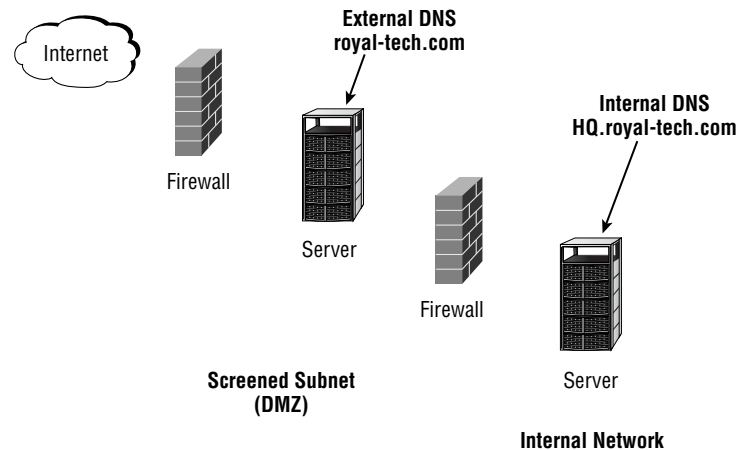 Internet
External DNS
royal-tech.com
Firewall
Server
Internal DNS
HQ.royal-tech.com
Firewall
Server
Screened Subnet
(DMZ)
Internal Network